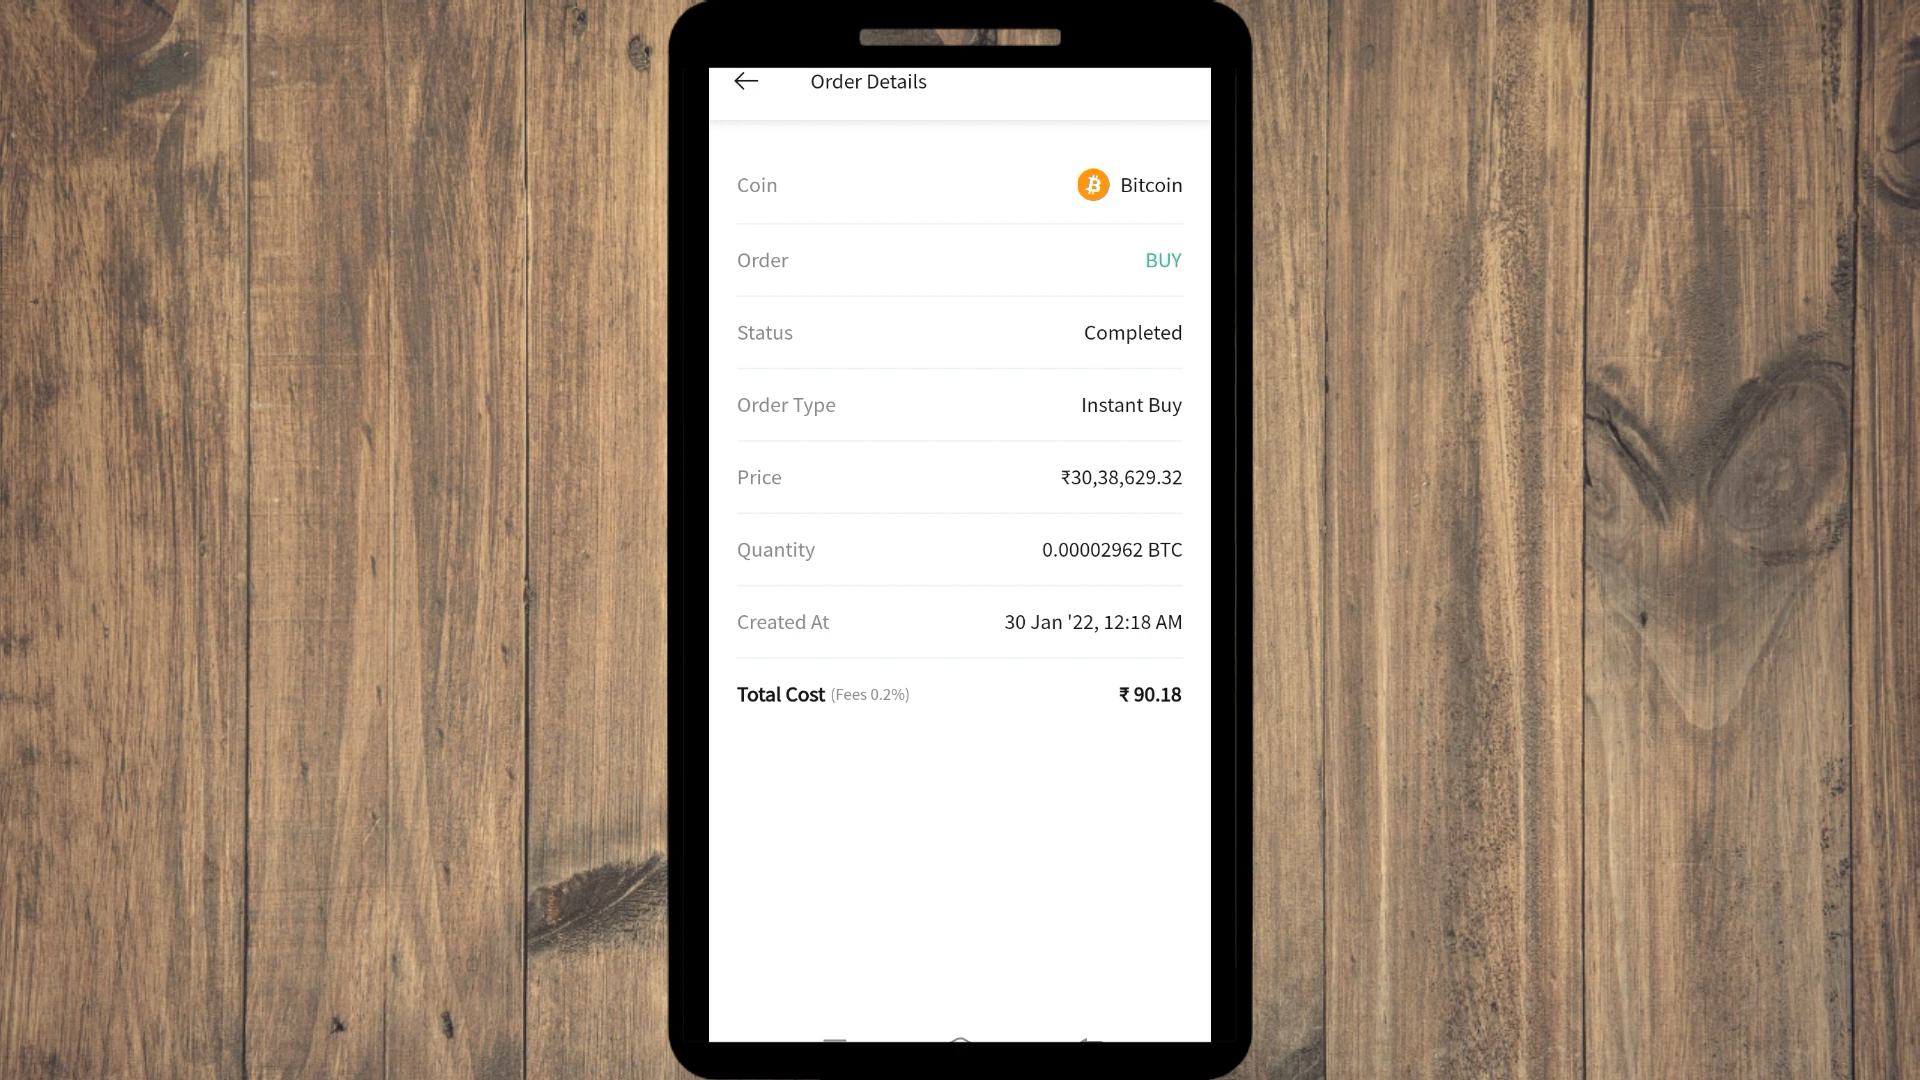 Order Details
Coin Bitcoin
Order BUY
Status Completed
Order Type Instant Buy
Price ₹30,38,629.32
Quantity 0.00002962 BTC
Created At 30 Jan '22, 12:18 AM
Total Cost (Fees 0.2%) ₹ 90.18